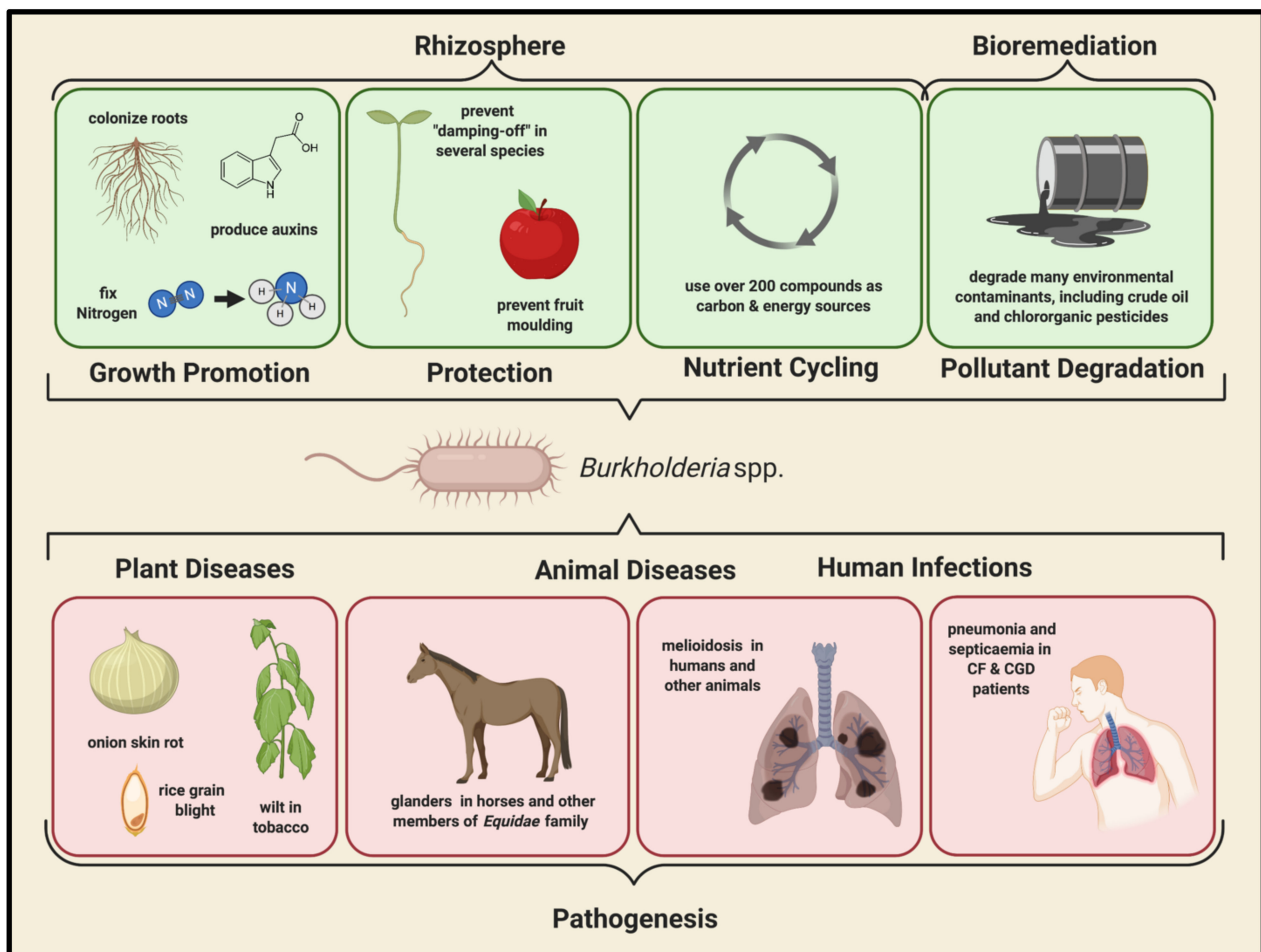 Rhizosphere
Bioremediation
colonize roots
O
OH
N
H
produce auxins
fix
Nitrogen
N N
N
H
H
H
prevent
"damping-off" in
several species
prevent fruit
moulding
use over 200 compounds as
carbon & energy sources
degrade many environmental
contaminants, including crude oil
and chlororganic pesticides
Growth Promotion
Protection
Nutrient Cycling
Pollutant Degradation
Burkholderia spp.
Plant Diseases
Animal Diseases
Human Infections
onion skin rot
rice grain
blight
wilt in
tobacco
glanders in horses and other
members of Equidae family
melioidosis in
humans and
other animals
pneumonia and
septicaemia in
CF & CGD
patients
Pathogenesis